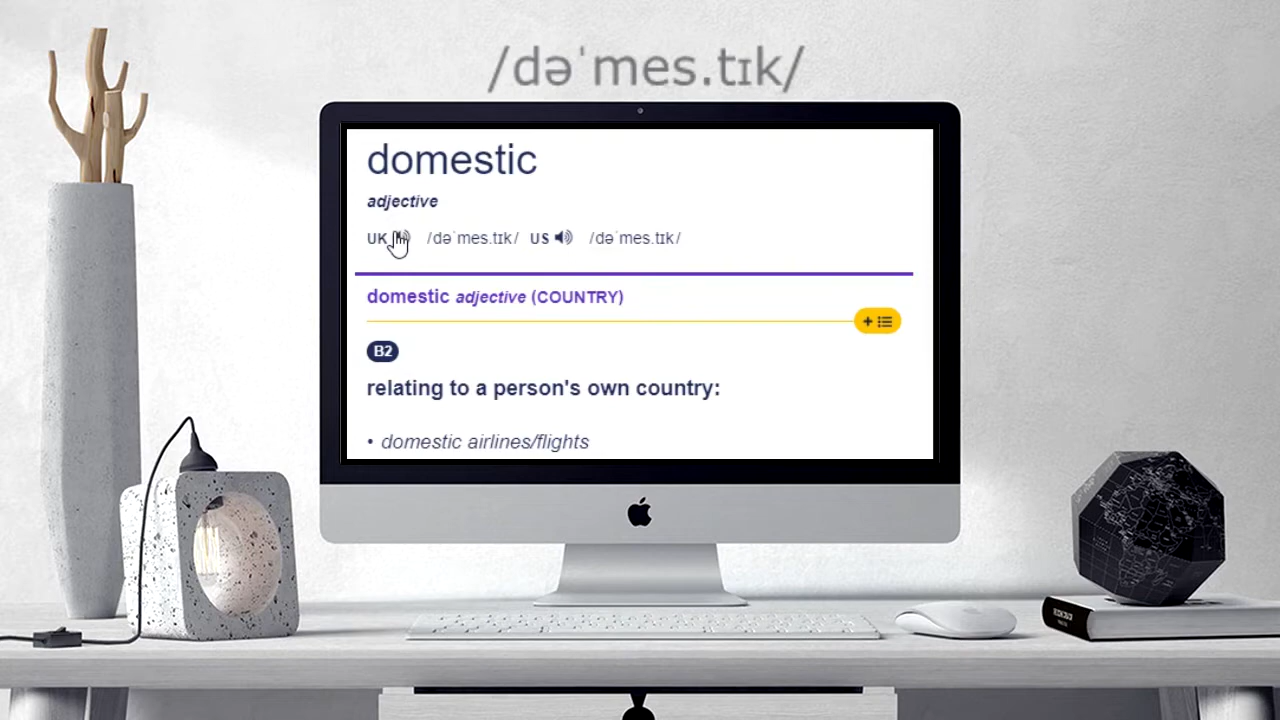 /dəˈmes.tɪk/
domestic
adjective
UK /dəˈmes.tɪk/ US /dəˈmes.tɪk/
domestic adjective (COUNTRY)
B2
relating to a person's own country:
• domestic airlines/flights